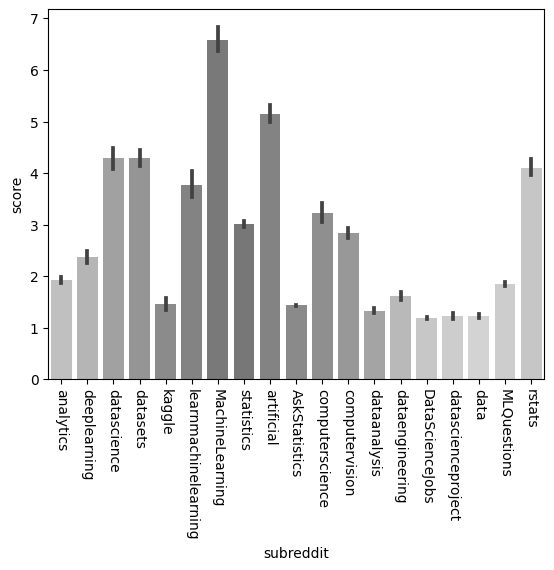 7
6
5
4
3
2
1
0
score
analytics
deeplearning
datascience
datasets
kaggle
learnmachinelearning
MachineLearning
statistics
artificial
AskStatistics
computerscience
computervision
dataanalysis
dataengineering
DataScienceJobs
datascienceproject
data
MLQuestions
rstats
subreddit